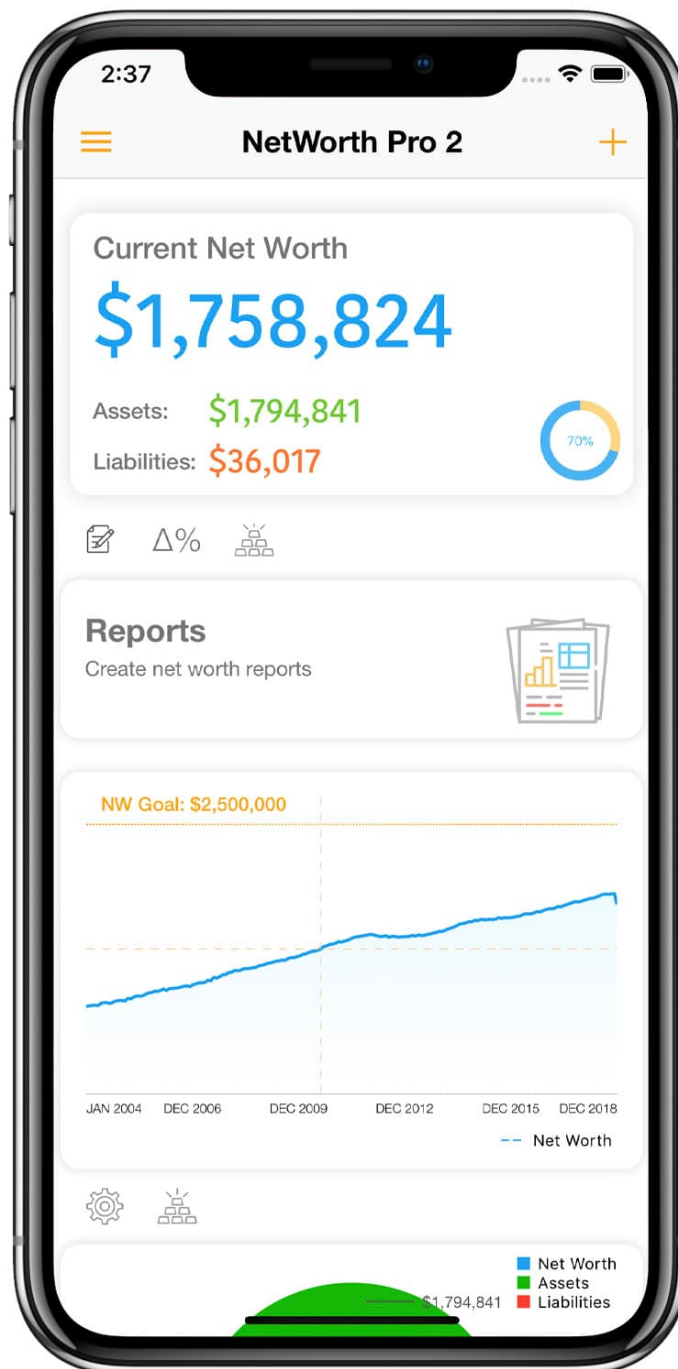 2:37
NetWorth Pro 2
Current Net Worth
$1,758,824
Assets: $1,794,841
Liabilities: $36,017
70%
Δ%
Reports
Create net worth reports
NW Goal: $2,500,000
JAN 2004 DEC 2006 DEC 2009 DEC 2012 DEC 2015 DEC 2018
Net Worth
Net Worth
Assets
$1,794,841 Liabilities